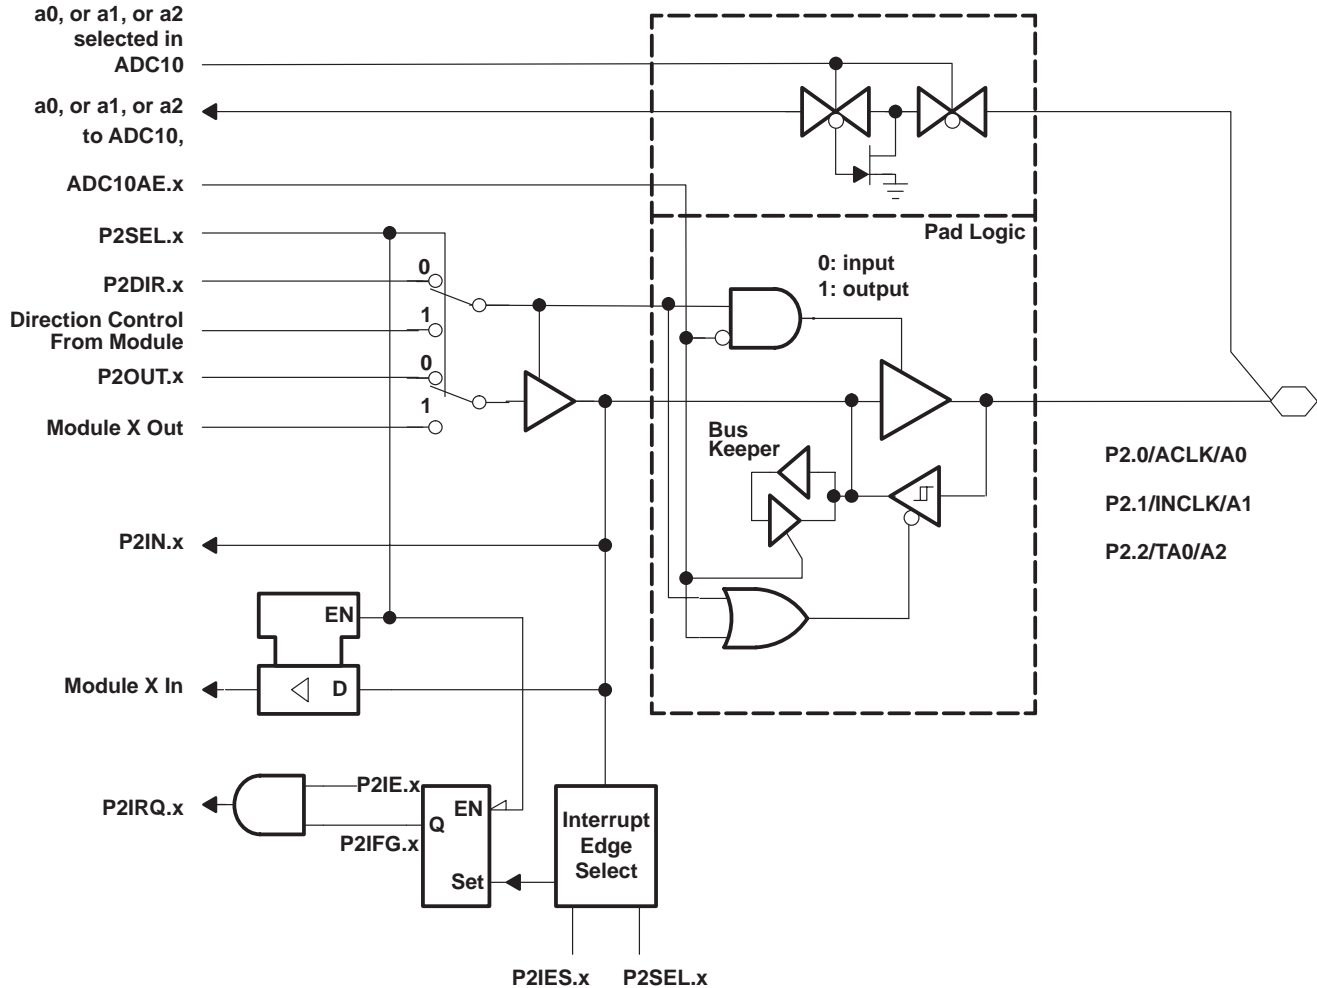 a0, or a1, or a2
selected in
ADC10
a0, or a1, or a2
to ADC10,
ADC10AE.x
P2SEL.x
Pad Logic
0
P2DIR.x
0: input
1: output
Direction Control
From Module
1
0
P2OUT.x
1
Module X Out
Bus
Keeper
P2.0/ACLK/A0
P2.1/INCLK/A1
P2.2/TA0/A2
P2IN.x
EN
Module X In
D
P2IE.x
P2IRQ.x
EN
Q
P2IFG.x
Set
Interrupt
Edge
Select
P2IES.x
P2SEL.x